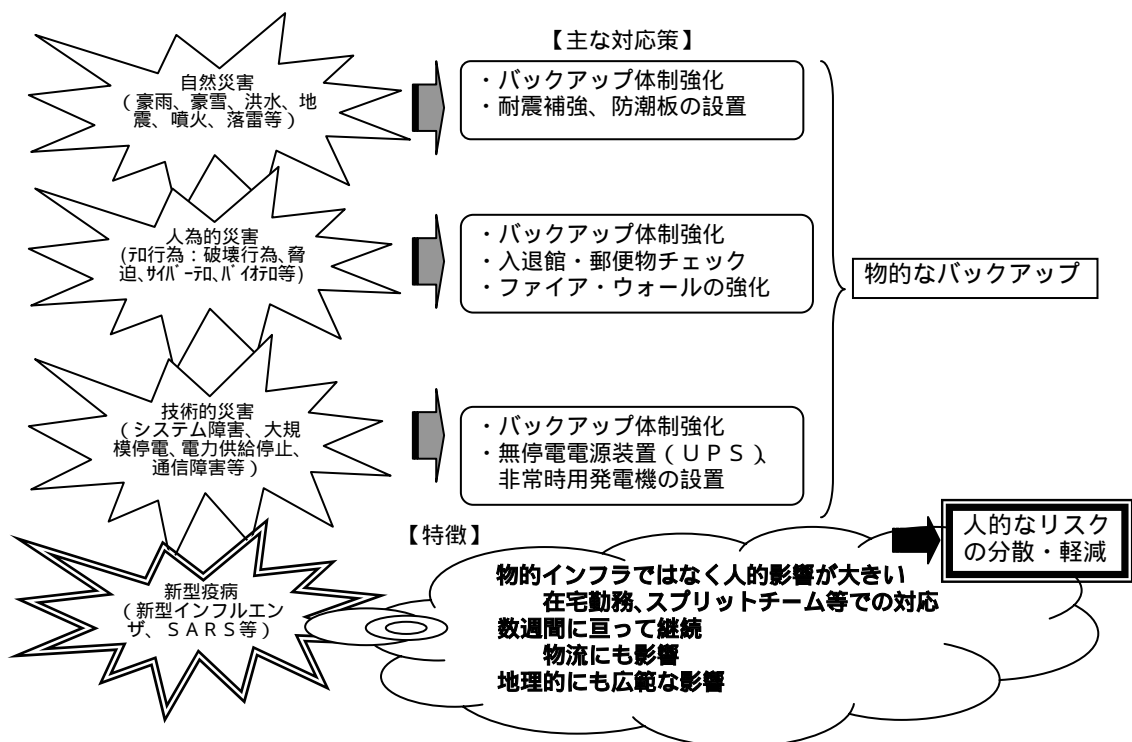 【主な対応策】
自然災害
(豪雨、豪雪、洪水、地
震、噴火、落雷等)
・バックアップ体制強化
・耐震補強、防潮板の設置
人為的災害
(ﾃﾛ行為:破壊行為、脅
迫、ｻｲﾊﾞｰﾃﾛ、ﾊﾞｲｵﾃﾛ等)
・バックアップ体制強化
・入退館・郵便物チェック
・ファイア・ウォールの強化
物的なバックアップ
技術的災害
(システム障害、大規
模停電、電力供給停止、
通信障害等)
・バックアップ体制強化
・無停電電源装置(UPS)、
非常時用発電機の設置
新型疫病
(新型インフルエン
ザ、SARS等)
【特徴】
物的インフラではなく人的影響が大きい
在宅勤務、スプリットチーム等での対応
数週間に亘って継続
物流にも影響
地理的にも広範な影響
人的なリスク
の分散・軽減